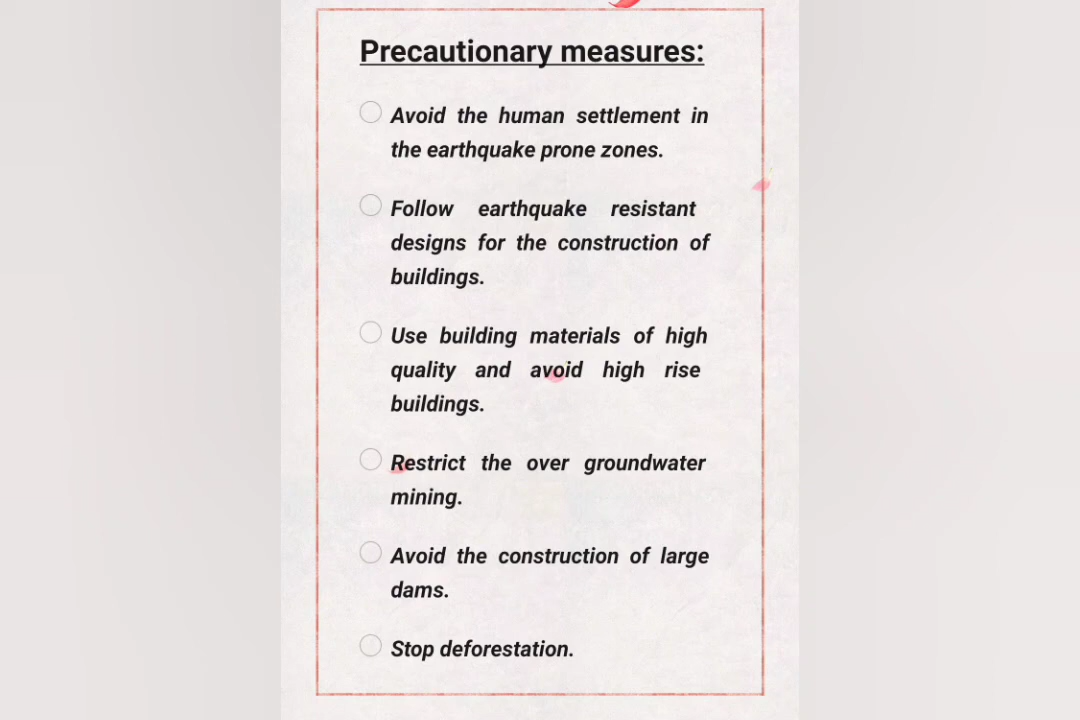 Precautionary measures:
Avoid the human settlement in
the earthquake prone zones.
Follow earthquake resistant
designs for the construction of
buildings.
Use building materials of high
quality and avoid high rise
buildings.
Restrict the over groundwater
mining.
Avoid the construction of large
dams.
Stop deforestation.